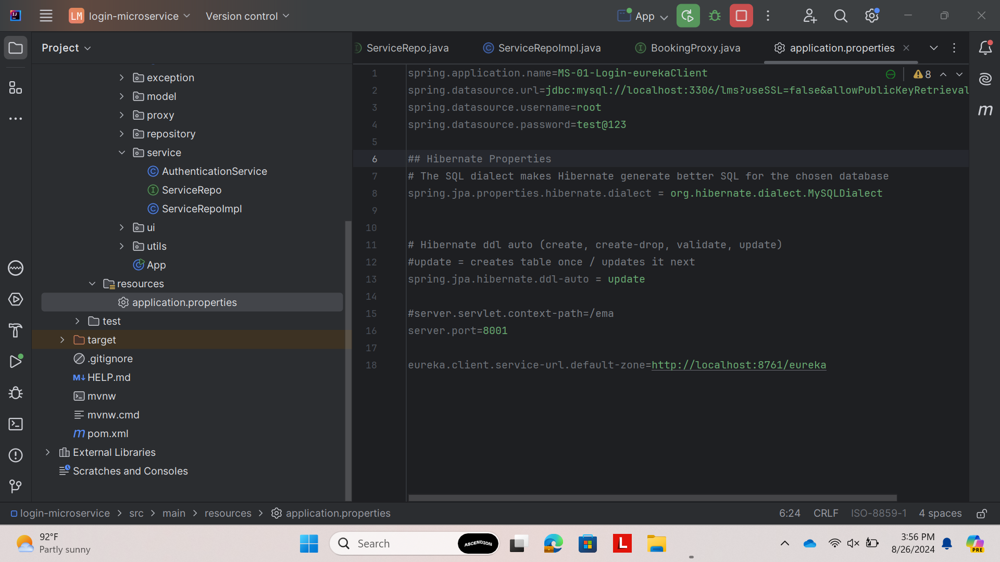 LM login-microservice Version control App
Project
ServiceRepo.java ServiceRepoImpl.java BookingProxy.java application.properties
exception
model
proxy
repository
service
AuthenticationService
ServiceRepo
ServiceRepoImpl
ui
utils
App
resources
application.properties
test
target
.gitignore
HELP.md
mvnw
mvnw.cmd
pom.xml
External Libraries
Scratches and Consoles
1 spring.application.name=MS-01-Login-eurekaClient
8
2 spring.datasource.url=jdbc:mysql://localhost:3306/lms?useSSL=false&allowPublicKeyRetrieval
3 spring.datasource.username=root
4 spring.datasource.password=test@123
5
6 ## Hibernate Properties
7 # The SQL dialect makes Hibernate generate better SQL for the chosen database
8 spring.jpa.properties.hibernate.dialect = org.hibernate.dialect.MySQLDialect
9
10
11 # Hibernate ddl auto (create, create-drop, validate, update)
12 #update = creates table once / updates it next
13 spring.jpa.hibernate.ddl-auto = update
14
15 #server.servlet.context-path=/ema
16 server.port=8001
17
18 eureka.client.service-url.default-zone=http://localhost:8761/eureka
login-microservice > src > main > resources > application.properties
6:24 CRLF ISO-8859-1 4 spaces
92°F
Partly sunny
Search
ASCENDION
L
3:56 PM
8/26/2024
PRE